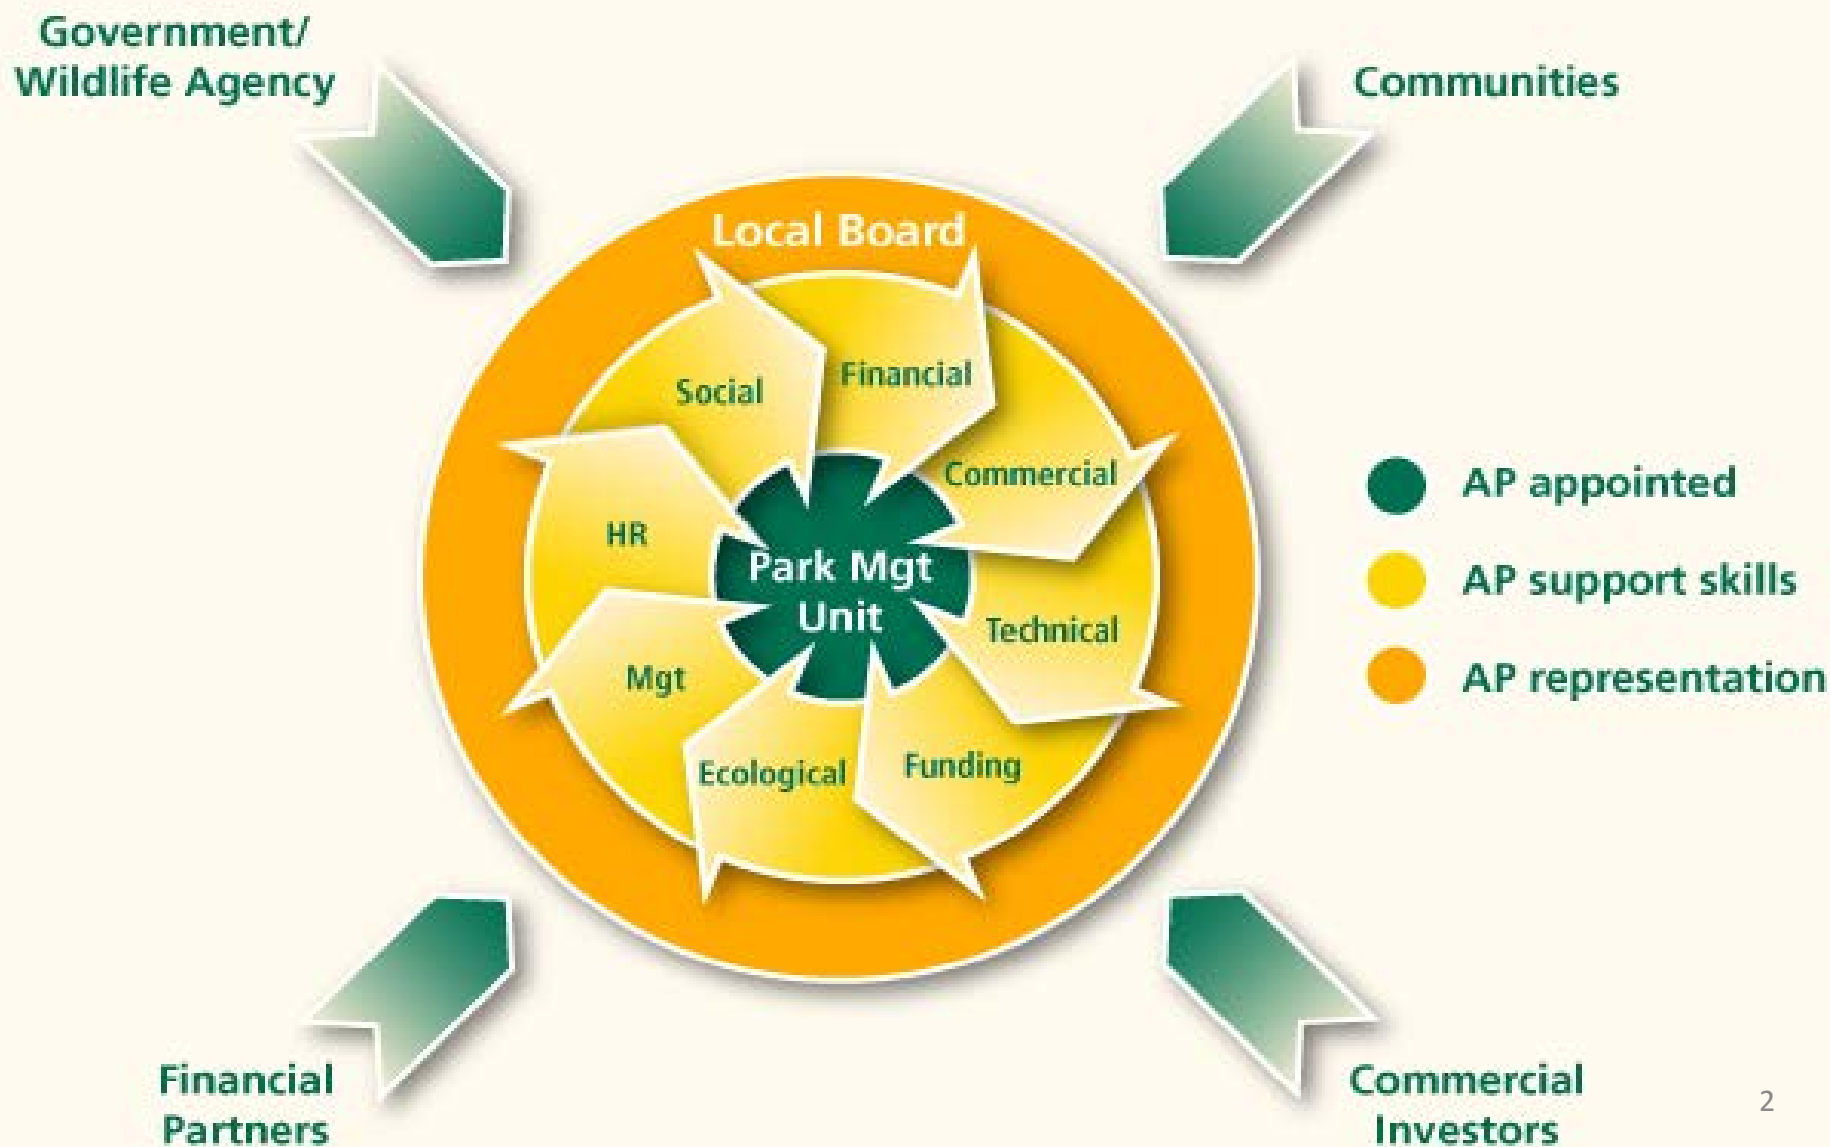 Government/
Wildlife Agency
Communities
Local Board
Social
Financial
Commercial
HR
Park Mgt
Unit
Technical
Mgt
Ecological
Funding
AP appointed
AP support skills
AP representation
Financial
Partners
Commercial
Investors
2